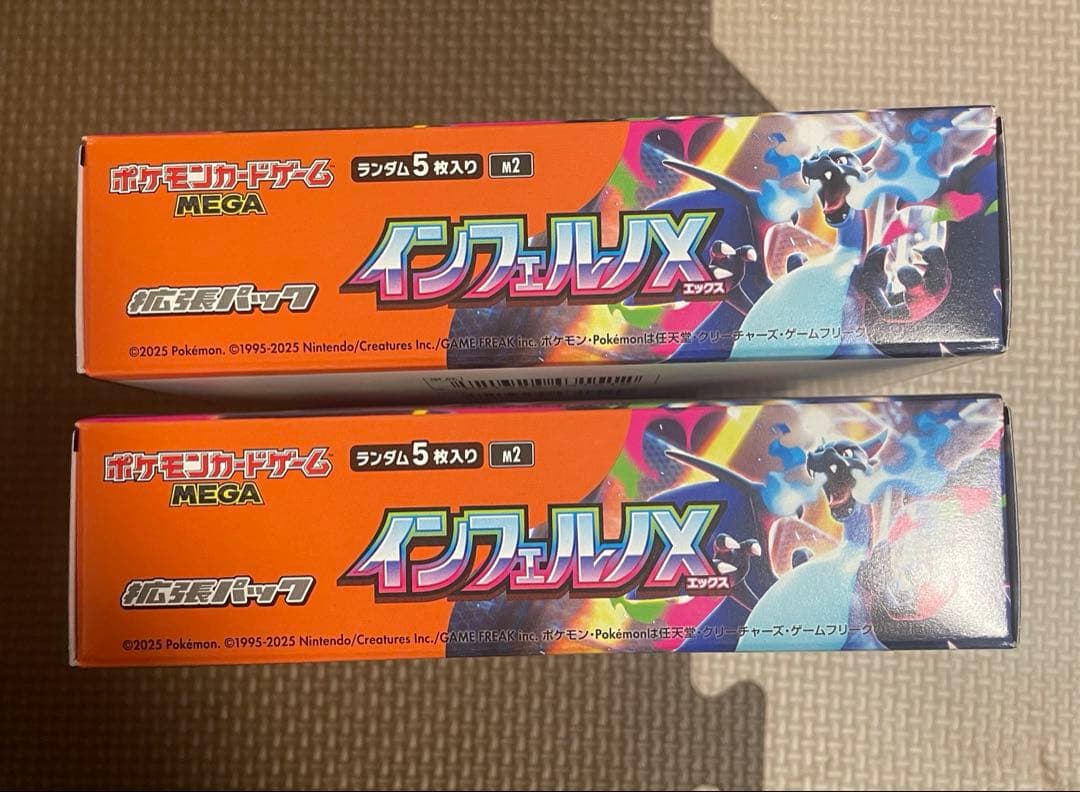 ポケモンカードゲーム
MEGA
ランダム5枚入り M2
インフェルノX
エックス
拡張パック
©2025 Pokémon. ©1995-2025 Nintendo/Creatures Inc./GAME FREAK inc. ポケモン・Pokémonは任天堂・クリーチャーズ・ゲームフリーク
ポケモンカードゲーム
MEGA
ランダム5枚入り M2
インフェルノX
エックス
拡張パック
©2025 Pokémon. ©1995-2025 Nintendo/Creatures Inc./GAME FREAK inc. ポケモン・Pokémonは任天堂・クリーチャーズ・ゲームフリーク